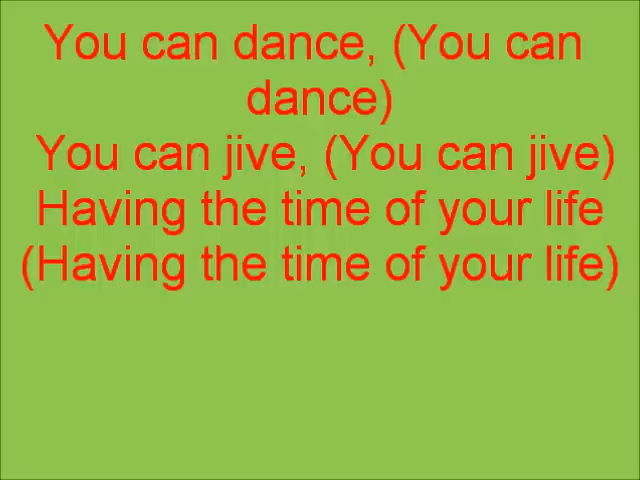 You can dance, (You can
dance)
You can jive, (You can jive)
Having the time of your life
(Having the time of your life)